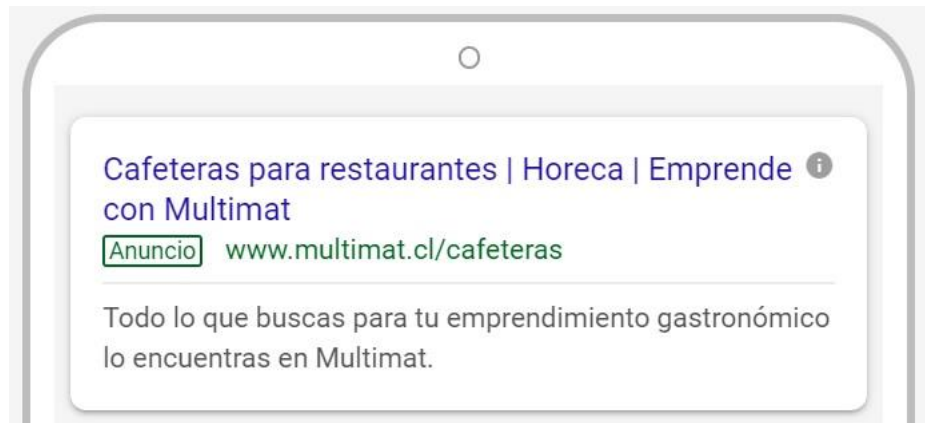 Cafeteras para restaurantes | Horeca | Emprende
con Multimat
Anuncio www.multimat.cl/cafeteras
Todo lo que buscas para tu emprendimiento gastronómico
lo encuentras en Multimat.